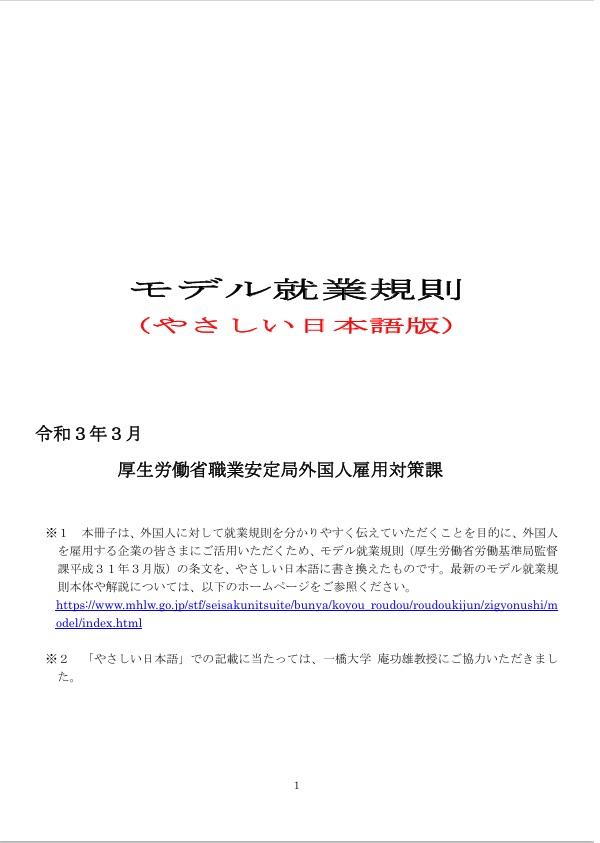 モデル就業規則
（やさしい日本語版）
令和３年３月
厚生労働省職業安定局外国人雇用対策課
※１　本冊子は、外国人に対して就業規則を分かりやすく伝えていただくことを目的に、外国人
を雇用する企業の皆さまにご活用いただくため、モデル就業規則（厚生労働省労働基準局監督
課平成３１年３月版）の条文を、やさしい日本語に書き換えたものです。最新のモデル就業規
則本体や解説については、以下のホームページをご参照ください。
https://www.mhlw.go.jp/stf/seisakunitsuite/bunya/koyou_roudou/roudoukijun/zigyonushi/m
odel/index.html
※２　「やさしい日本語」での記載に当たっては、一橋大学 庵功雄教授にご協力いただきまし
た。
1